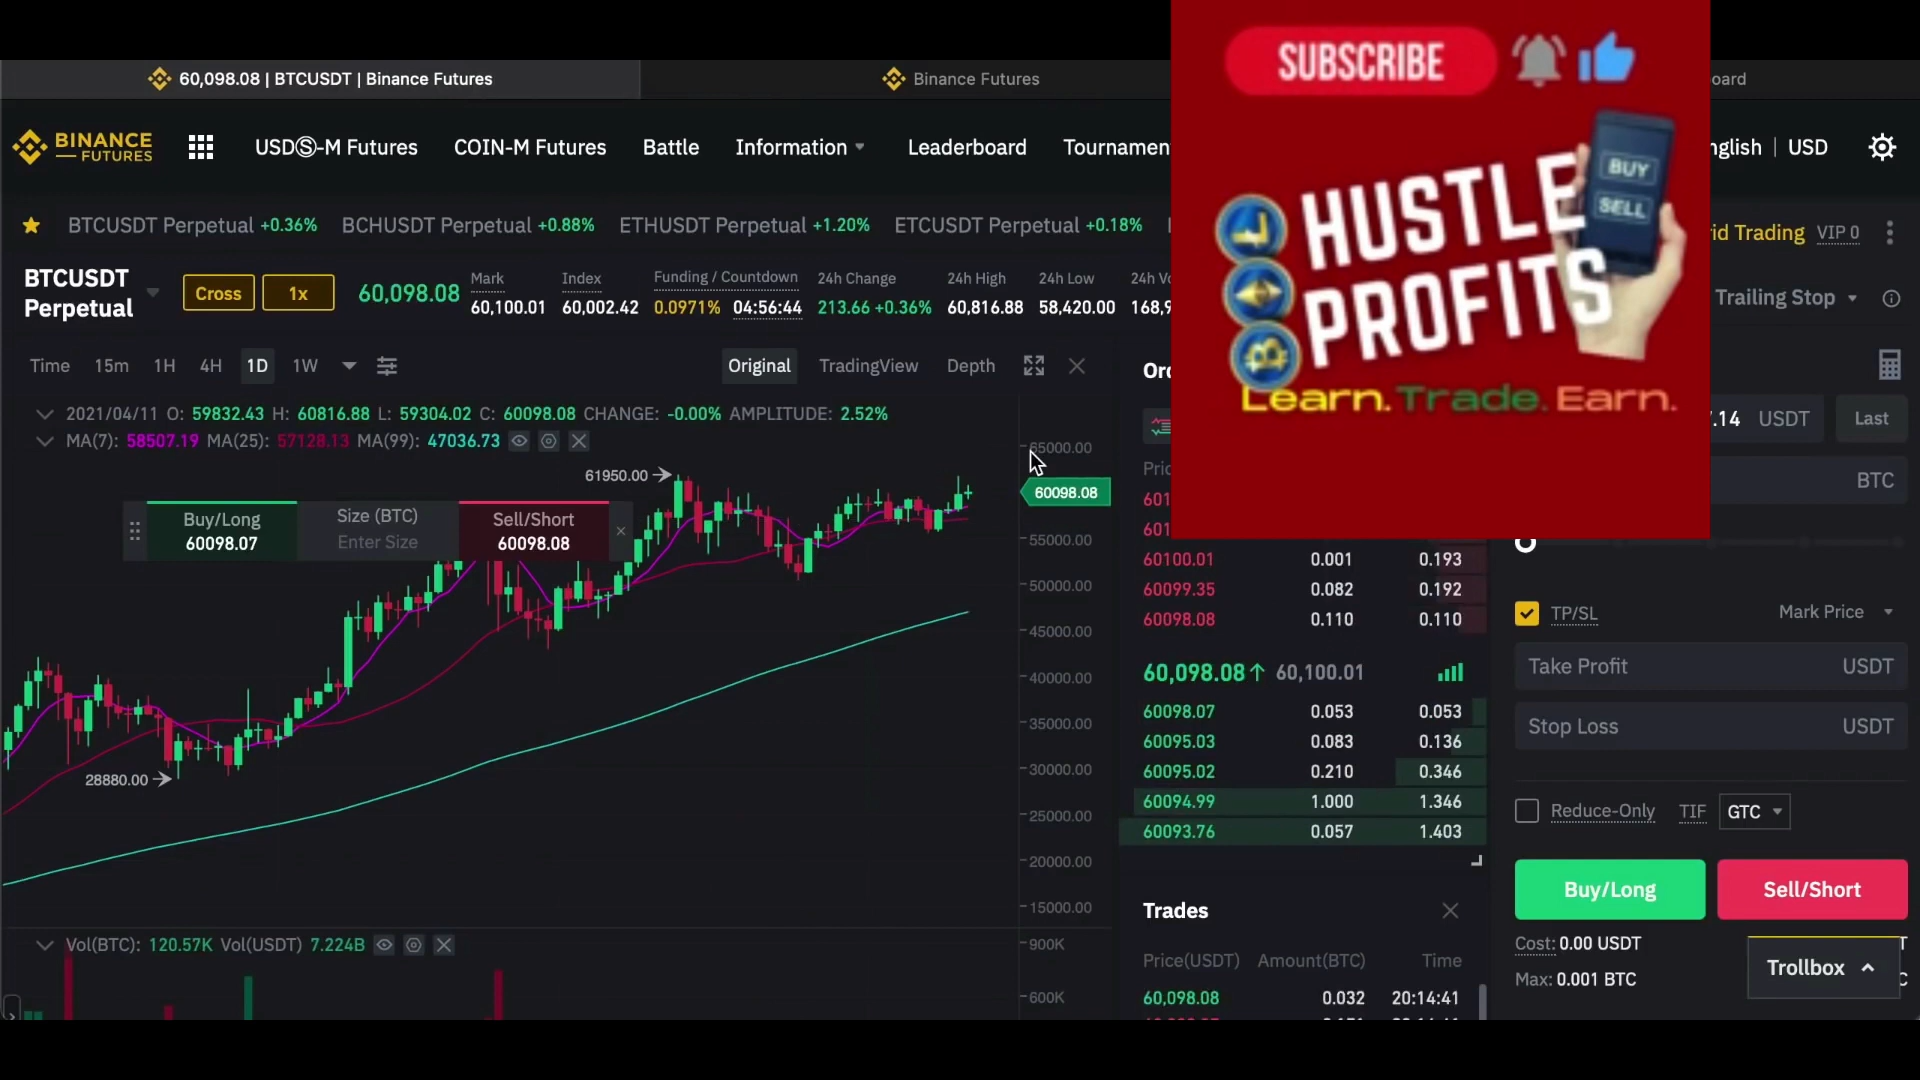 SUBSCRIBE
60,098.08 | BTCUSDT | Binance Futures
Binance Futures
BINANCE
FUTURES
USDⓈ-M Futures
COIN-M Futures
Battle
Information
Leaderboard
USD
BUY
SELL
HUSTLE
PROFITS
Learn. Trade. Earn.
BTCUSDT Perpetual +0.36%
BCHUSDT Perpetual +0.88%
ETHUSDT Perpetual +1.20%
ETCUSDT Perpetual +0.18%
Trading
VIP 0
BTCUSDT
Perpetual
Cross
1x
60,098.08
Mark
60,100.01
Index
60,002.42
Funding / Countdown
0.0971% 04:56:44
24h Change
213.66 +0.36%
24h High
60,816.88
24h Low
58,420.00
Trailing Stop
Time 15m 1H 4H 1D 1W
Original
TradingView
Depth
2021/04/11 O: 59832.43 H: 60816.88 L: 59304.02 C: 60098.08 CHANGE: -0.00% AMPLITUDE: 2.52%
MA(7): 58507.19 MA(25): 57128.13 MA(99): 47036.73
Buy/Long
60098.07
Size (BTC)
Enter Size
Sell/Short
60098.08
61950.00
28880.00
65000.00
60098.08
55000.00
50000.00
45000.00
40000.00
35000.00
30000.00
25000.00
20000.00
15000.00
Vol(BTC): 120.57K Vol(USDT) 7.224B
900K
600K
60100.01 0.001 0.193
60099.35 0.082 0.192
60098.08 0.110 0.110
60,098.08↑ 60,100.01
60098.07 0.053 0.053
60095.03 0.083 0.136
60095.02 0.210 0.346
60094.99 1.000 1.346
60093.76 0.057 1.403
Trades
Price(USDT) Amount(BTC) Time
60,098.08 0.032 20:14:41
USDT
Last
BTC
TP/SL
Mark Price
Take Profit USDT
Stop Loss USDT
Reduce-Only TIF GTC
Buy/Long
Sell/Short
Cost: 0.00 USDT
Max: 0.001 BTC
Trollbox